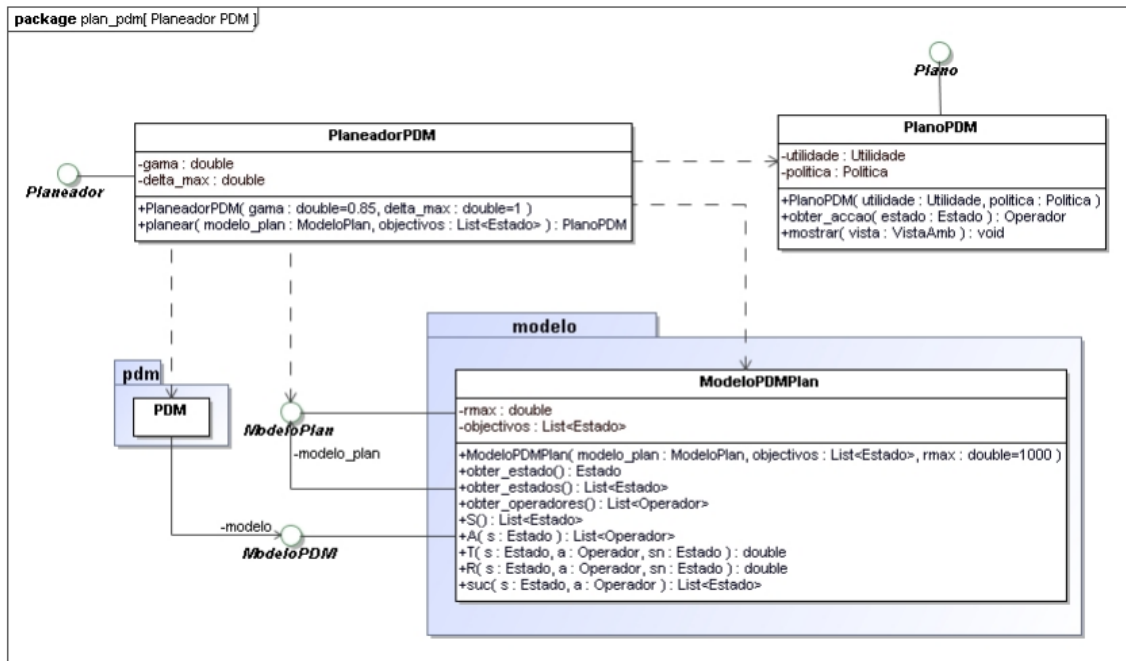 package plan_pdm[ Planeador PDM ]
Plano
PlaneadorPDM
-gama : double
-delta_max : double
+PlaneadorPDM( gama : double=0.85, delta_max : double=1 )
+planear( modelo_plan : ModeloPlan, objectivos : List<Estado> ) : PlanoPDM
Planeador
PlanoPDM
-utilidade : Utilidade
-politica : Politica
+PlanoPDM( utilidade : Utilidade, politica : Politica )
+obter_accao( estado : Estado ) : Operador
+mostrar( vista : VistaAmb ) : void
pdm
PDM
ModeloPlan
-modelo_plan
-modelo
ModeloPDM
modelo
ModeloPDMPlan
-rmax : double
-objectivos : List<Estado>
+ModeloPDMPlan( modelo_plan : ModeloPlan, objectivos : List<Estado>, rmax : double=1000 )
+obter_estado() : Estado
+obter_estados() : List<Estado>
+obter_operadores() : List<Operador>
+S() : List<Estado>
+A( s : Estado ) : List<Operador>
+T( s : Estado, a : Operador, sn : Estado ) : double
+R( s : Estado, a : Operador, sn : Estado ) : double
+suc( s : Estado, a : Operador ) : List<Estado>